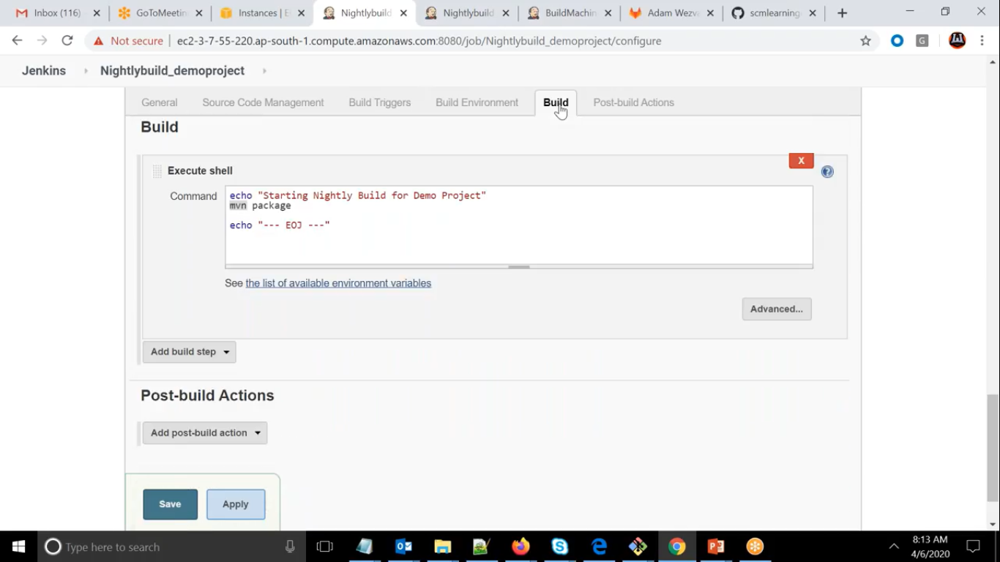 Inbox (116)
GoToMeetin
Instances | E
Nightlybuild
Nightlybuild
BuildMachin
Adam Wezva
scmlearning
Not secure
ec2-3-7-55-220.ap-south-1.compute.amazonaws.com:8080/job/Nightlybuild_demoproject/configure
G
Jenkins
Nightlybuild_demoproject
General
Source Code Management
Build Triggers
Build Environment
Build
Post-build Actions
Build
X
Execute shell
Command
echo "Starting Nightly Build for Demo Project"
mvn package
echo "--- EOJ ---"
See the list of available environment variables
Advanced...
Add build step
Post-build Actions
Add post-build action
Save
Apply
Type here to search
8:13 AM
4/6/2020